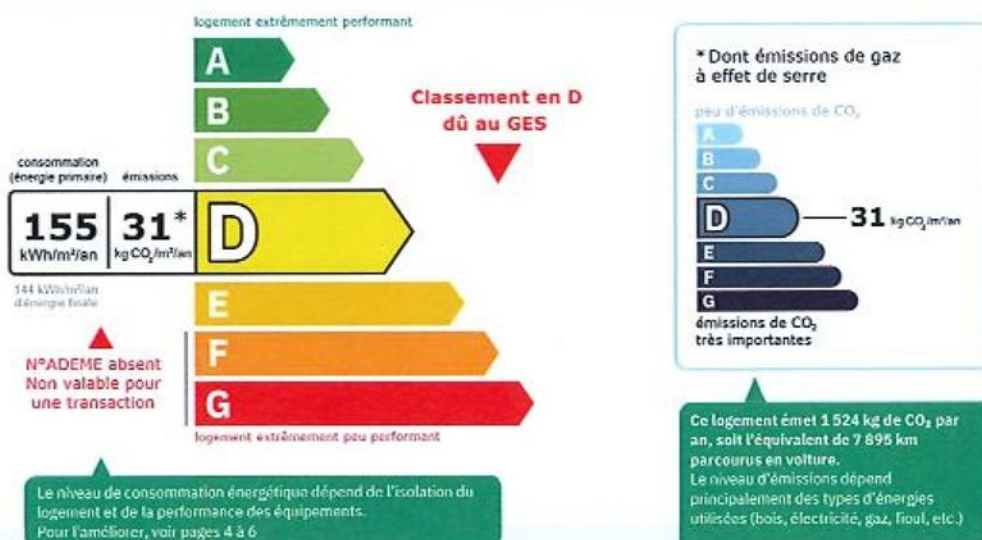 logement extrêmement performant
A
B
C
consommation
(énergie primaire)
émissions
155
kWh/m²/an
31*
kg CO₂/m²/an
D
144 kWh/m²/an
d'énergie finale
E
F
G
logement extrêmement peu performant
Classement en D
dû au GES
N°ADEME absent
Non valable pour
une transaction
Le niveau de consommation énergétique dépend de l'isolation du
logement et de la performance des équipements.
Pour l'améliorer, voir pages 4 à 6
* Dont émissions de gaz
à effet de serre
peu d'émissions de CO₂
A
B
C
D
31 kg CO₂/m²/an
E
F
G
émissions de CO₂
très importantes
Ce logement émet 1 524 kg de CO₂ par
an, soit l'équivalent de 7 895 km
parcourus en voiture.
Le niveau d'émissions dépend
principalement des types d'énergies
utilisées (bois, électricité, gaz, fioul, etc.)